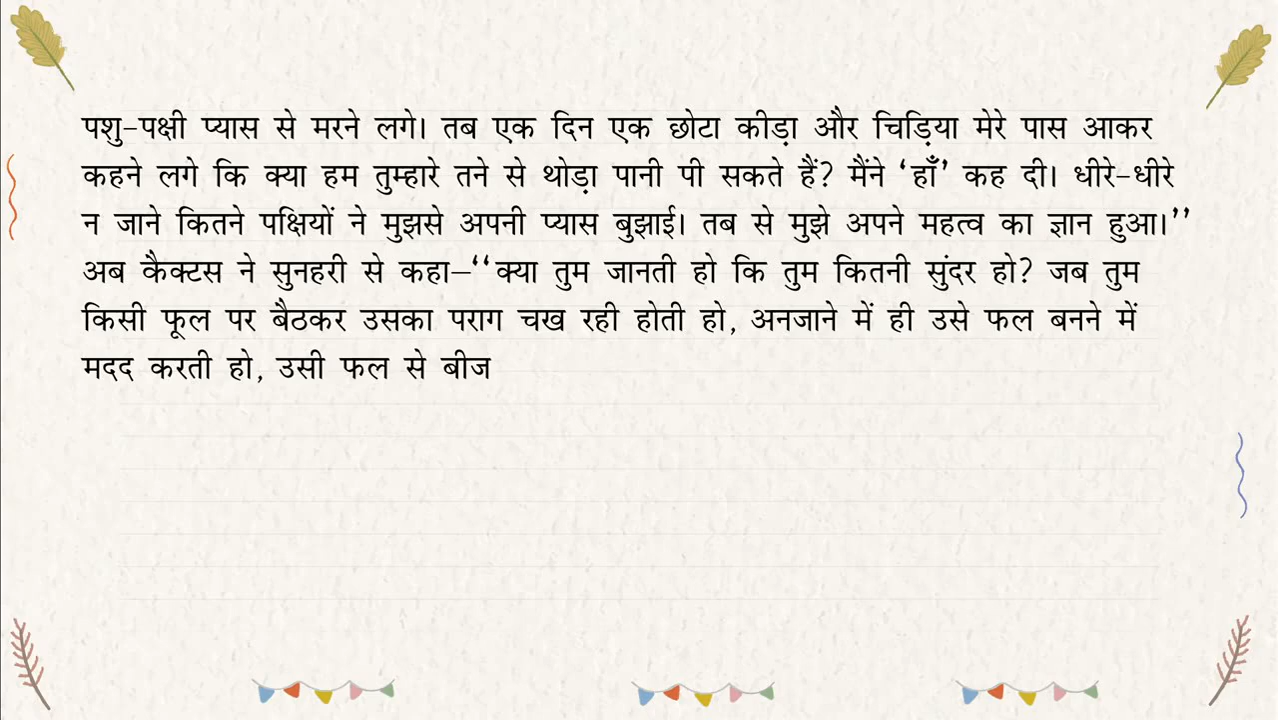 पशु-पक्षी प्यास से मरने लगे। तब एक दिन एक छोटा कीड़ा और चिड़िया मेरे पास आकर
कहने लगे कि क्या हम तुम्हारे तने से थोड़ा पानी पी सकते हैं? मैंने ‘हाँ’ कह दी। धीरे-धीरे
न जाने कितने पक्षियों ने मुझसे अपनी प्यास बुझाई। तब से मुझे अपने महत्व का ज्ञान हुआ।’’
अब कैक्टस ने सुनहरी से कहा–‘‘क्या तुम जानती हो कि तुम कितनी सुंदर हो? जब तुम
किसी फूल पर बैठकर उसका पराग चख रही होती हो, अनजाने में ही उसे फल बनने में
मदद करती हो, उसी फल से बीज